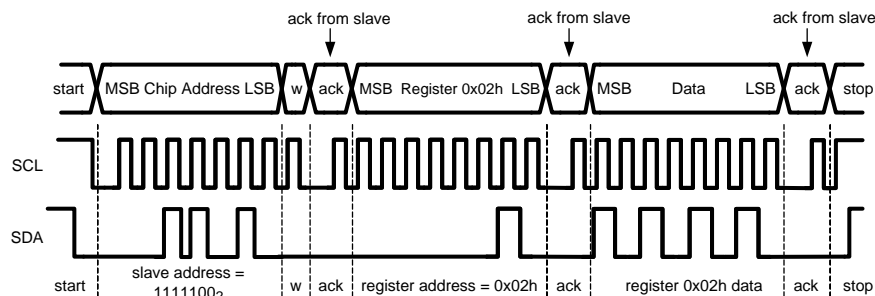 ack from slave ack from slave ack from slave
start MSB Chip Address LSB w ack MSB Register 0x02h LSB ack MSB Data LSB ack stop
SCL
SDA
slave address =
start w ack register address = 0x02h ack register 0x02h data ack stop
1111100₂